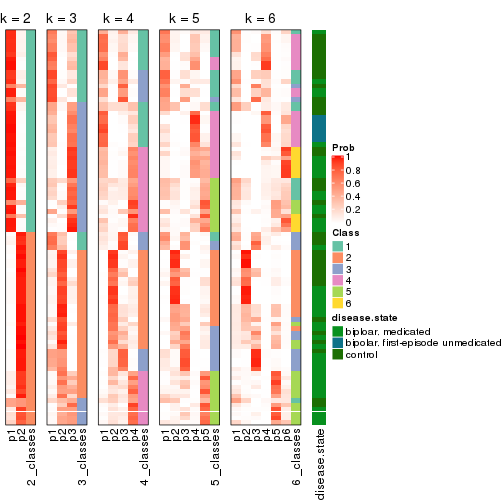 k = 2 k = 3 k = 4 k = 5 k = 6
Prob
1
0.8
0.6
0.4
0.2
0
Class
1
2
3
4
5
6
disease.state
biploar, medicated
bipolar, first-episode unmedicated
control
p1 p2 2_classes
p1 p2 p3 3_classes
p1 p2 p3 p4 4_classes
p1 p2 p3 p4 p5 5_classes
p1 p2 p3 p4 p5 p6 6_classes
disease.state